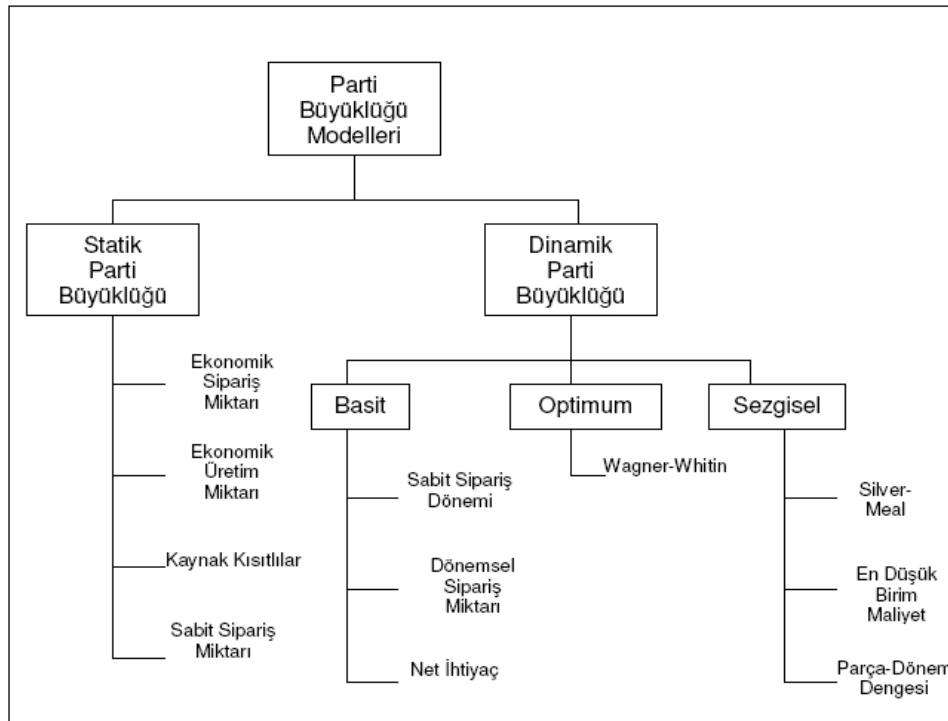 Parti
Büyüklüğü
Modelleri
Statik
Parti
Büyüklüğü
Dinamik
Parti
Büyüklüğü
Ekonomik
Sipariş
Miktarı
Ekonomik
Üretim
Miktarı
Kaynak Kısıtlılar
Sabit Sipariş
Miktarı
Basit
Optimum
Sezgisel
Sabit Sipariş
Dönemi
Dönemsel
Sipariş
Miktarı
Net İhtiyaç
Wagner-Whitin
Silver-
Meal
En Düşük
Birim
Maliyet
Parça-Dönem
Dengesi